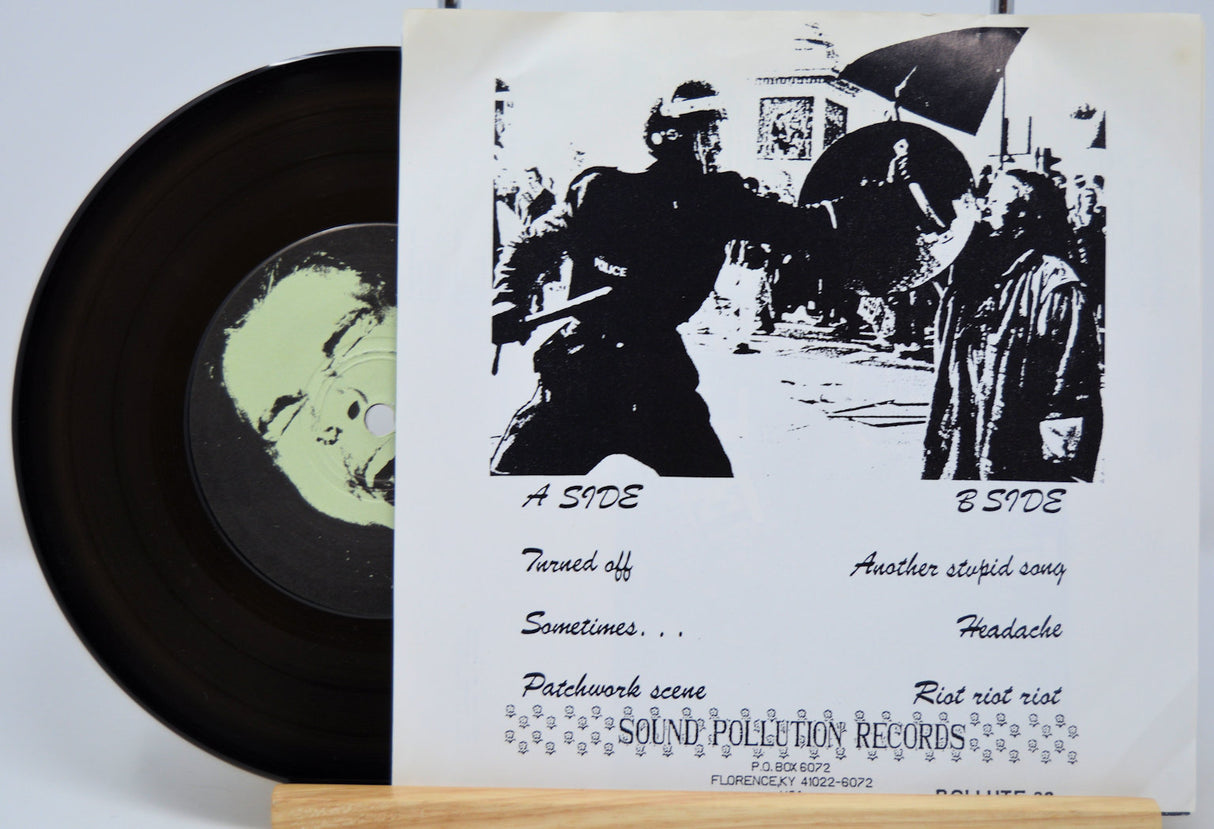 POLICE
A SIDE
B SIDE
Turned off
Another stupid song
Sometimes. . .
Headache
Patchwork scene
Riot riot riot
SOUND POLLUTION RECORDS
P.O. BOX 6072
FLORENCE,KY 41022-6072